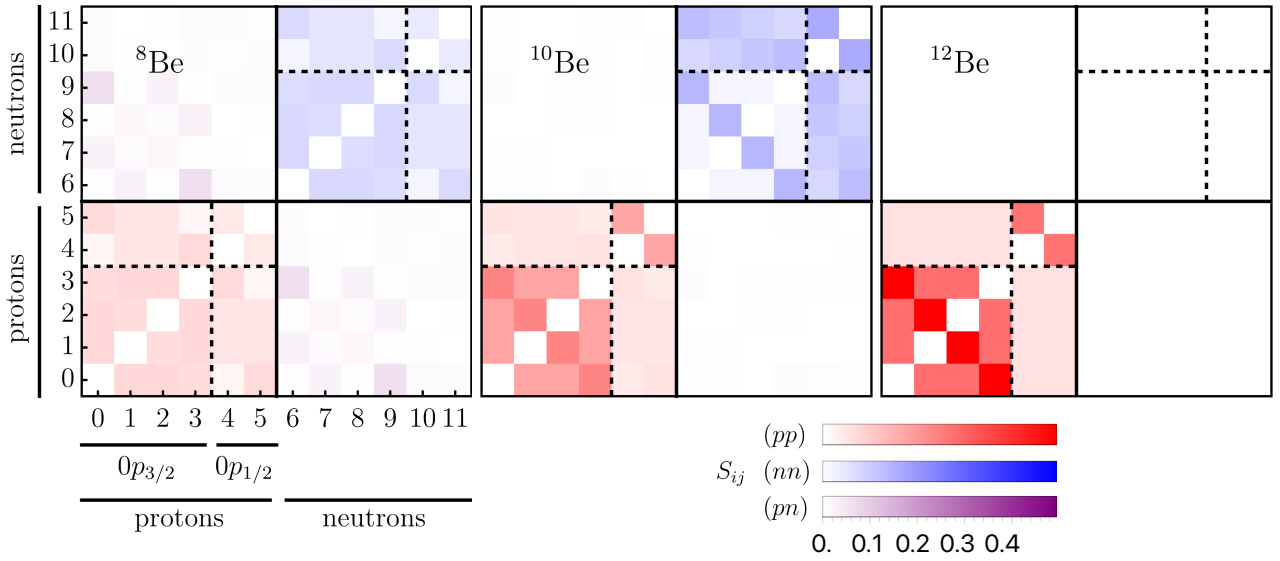 11
10
9
8
7
6
neutrons
⁸Be
¹⁰Be
¹²Be
5
4
3
2
1
0
protons
0 1 2 3 4 5 6 7 8 9 10 11
0p₃/₂ 0p₁/₂
protons neutrons
(pp)
Sᵢⱼ (nn)
(pn)
0. 0.1 0.2 0.3 0.4